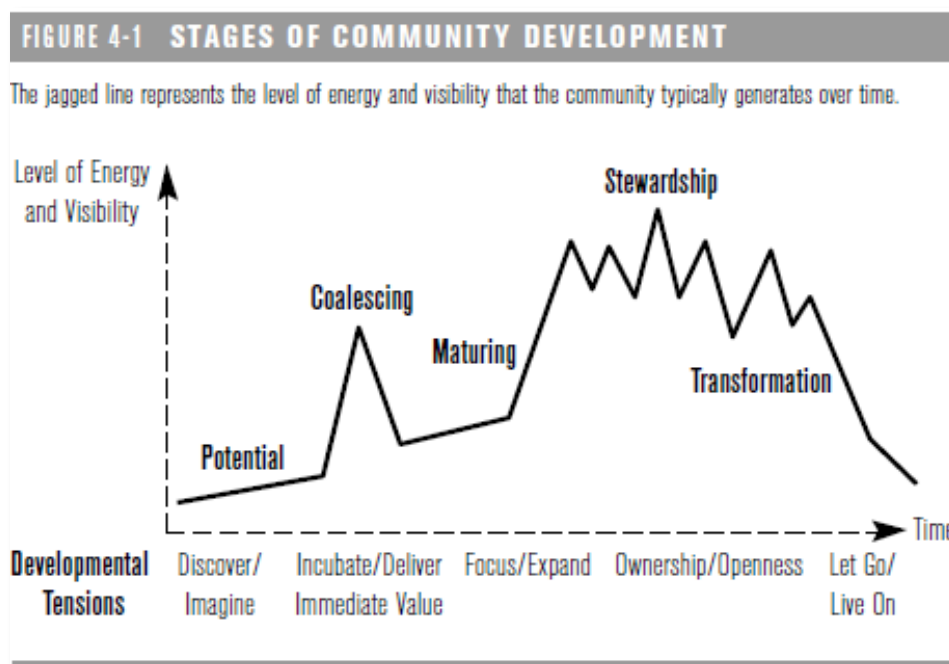 FIGURE 4-1 STAGES OF COMMUNITY DEVELOPMENT
The jagged line represents the level of energy and visibility that the community typically generates over time.
Level of Energy
and Visibility
Stewardship
Coalescing
Maturing
Transformation
Potential
Time
Developmental
Tensions
Discover/
Imagine
Incubate/Deliver
Immediate Value
Focus/Expand
Ownership/Openness
Let Go/
Live On